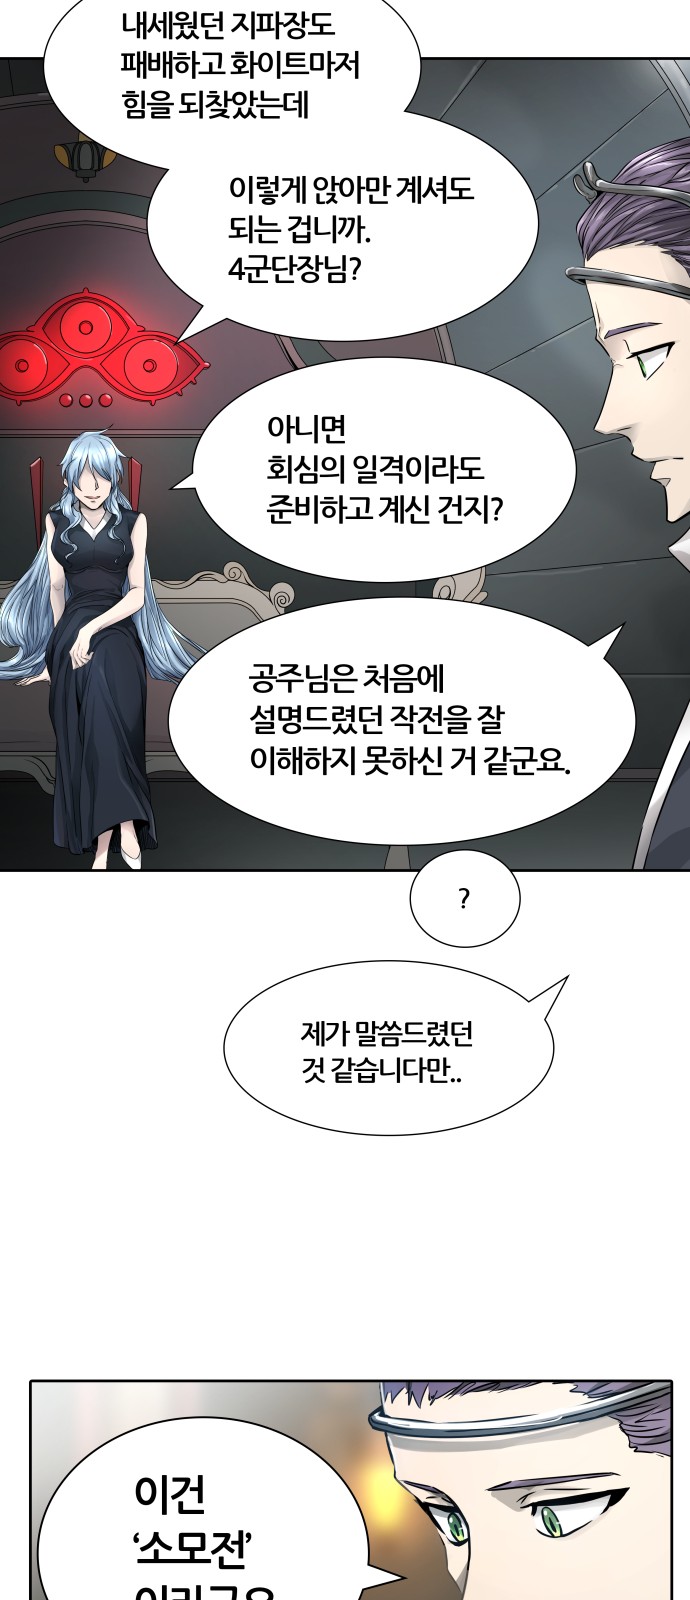 내세웠던 지파장도
패배하고 화이트마저
힘을 되찾았는데
이렇게 앉아만 계셔도
되는 겁니까.
4군단장님?
아니면
회심의 일격이라도
준비하고 계신 건지?
공주님은 처음에
설명드렸던 작전을 잘
이해하지 못하신 거 같군요.
?
제가 말씀드렸던
것 같습니다만..
이건
‘소모전’